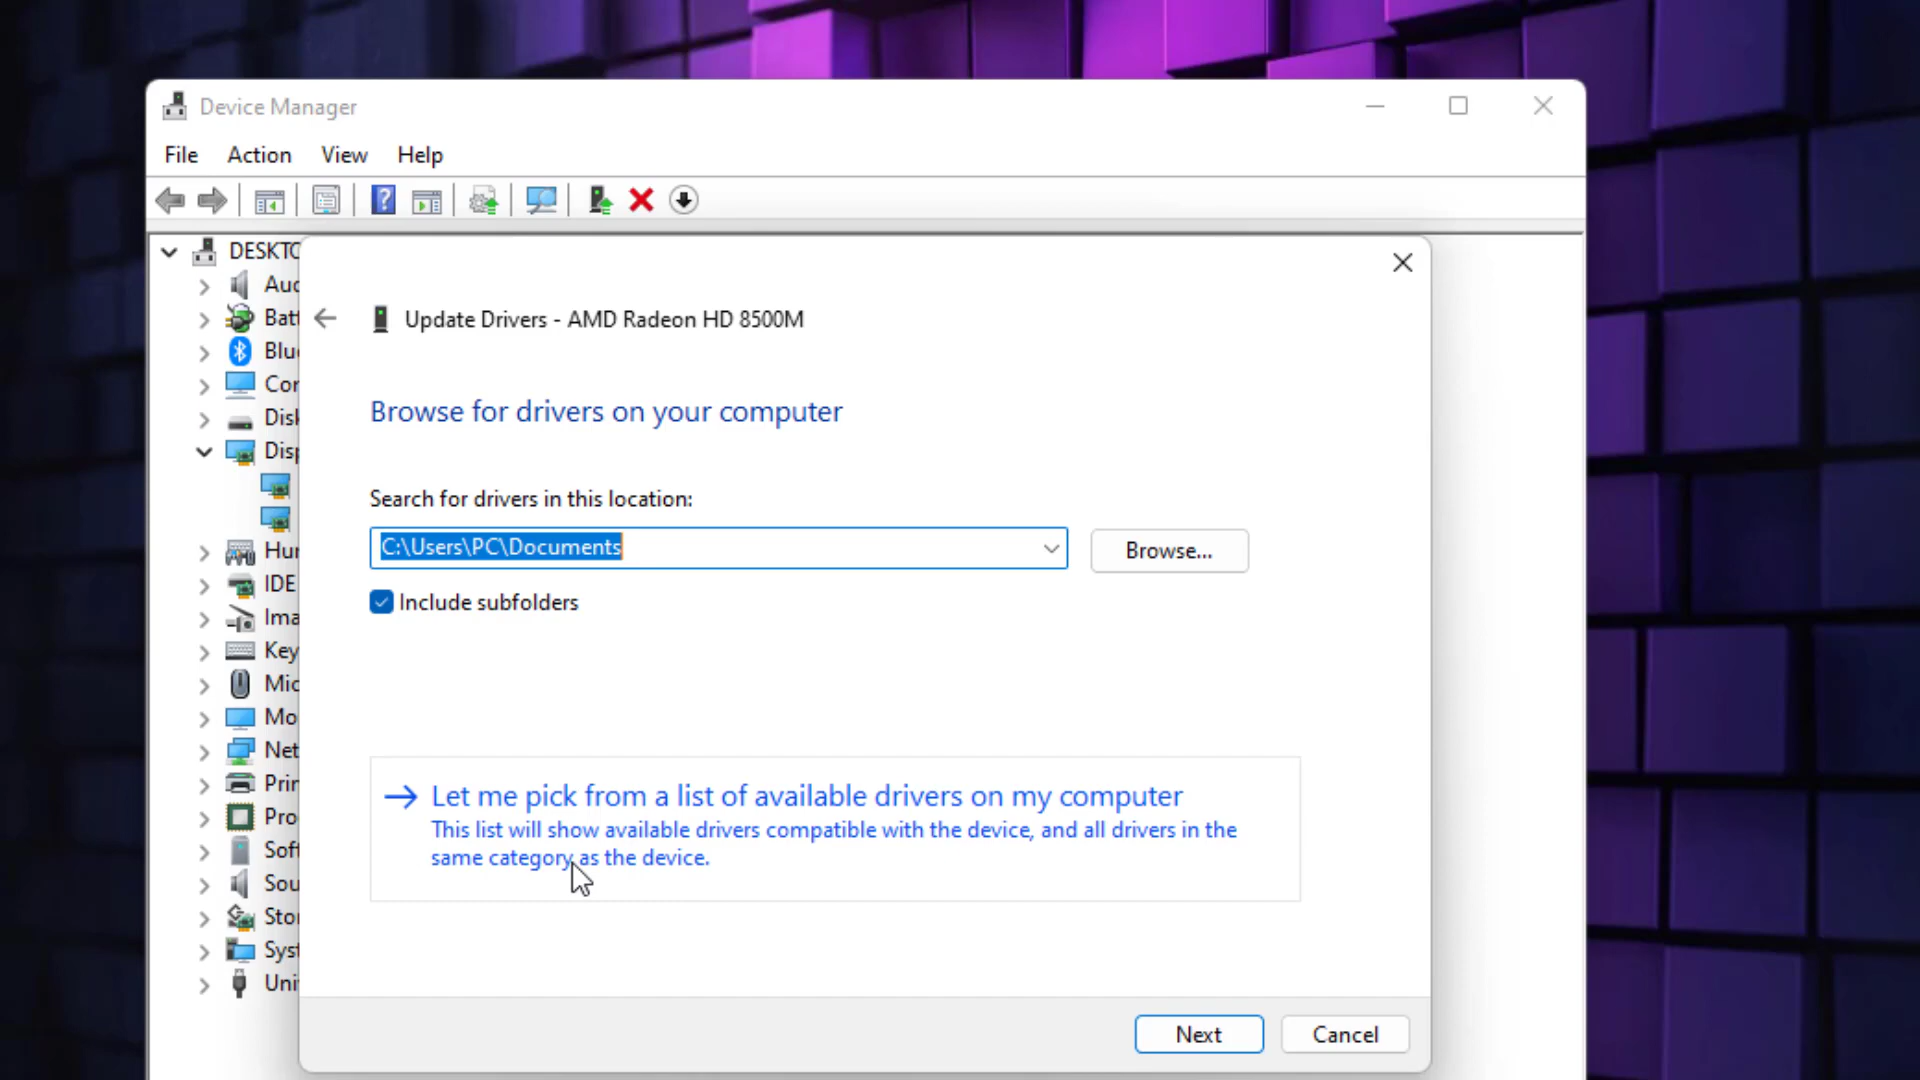 Device Manager
File Action View Help
DESKTO
Update Drivers - AMD Radeon HD 8500M
Browse for drivers on your computer
Search for drivers in this location:
C:\Users\PC\Documents
Browse...
Include subfolders
Let me pick from a list of available drivers on my computer
This list will show available drivers compatible with the device, and all drivers in the
same category as the device.
Next Cancel
Aud
Batt
Blu
Con
Disk
Disp
Hum
IDE
Ima
Key
Mic
Mo
Net
Prin
Pro
Soft
Sou
Stor
Syst
Uni